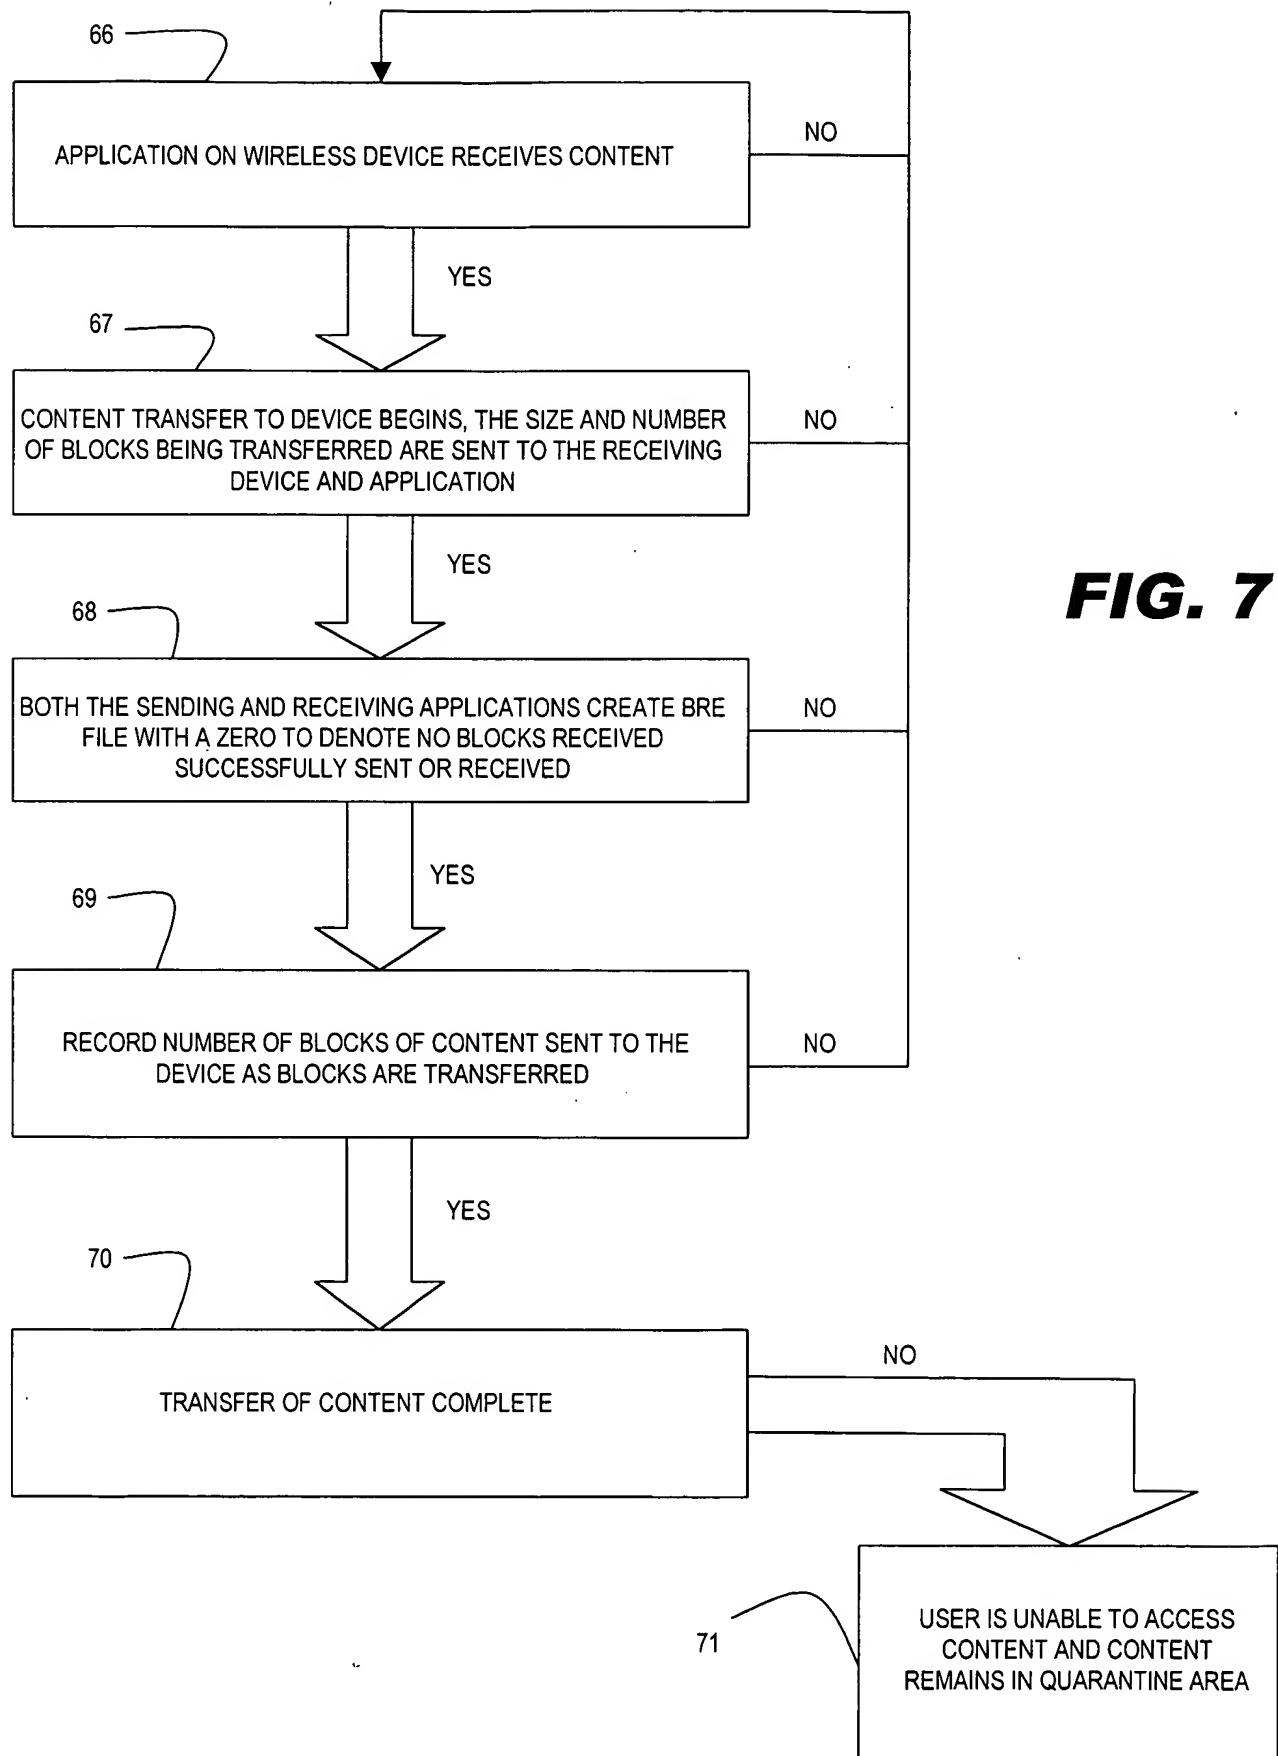 66
APPLICATION ON WIRELESS DEVICE RECEIVES CONTENT
NO
YES
67
CONTENT TRANSFER TO DEVICE BEGINS, THE SIZE AND NUMBER
OF BLOCKS BEING TRANSFERRED ARE SENT TO THE RECEIVING
DEVICE AND APPLICATION
NO
YES
FIG. 7
68
BOTH THE SENDING AND RECEIVING APPLICATIONS CREATE BRE
FILE WITH A ZERO TO DENOTE NO BLOCKS RECEIVED
SUCCESSFULLY SENT OR RECEIVED
NO
YES
69
RECORD NUMBER OF BLOCKS OF CONTENT SENT TO THE
DEVICE AS BLOCKS ARE TRANSFERRED
NO
YES
70
TRANSFER OF CONTENT COMPLETE
NO
71
USER IS UNABLE TO ACCESS
CONTENT AND CONTENT
REMAINS IN QUARANTINE AREA